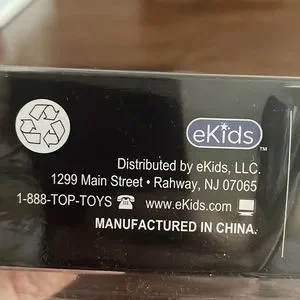 eKids™
Distributed by eKids, LLC.
1299 Main Street • Rahway, NJ 07065
1-888-TOP-TOYS ☎ www.eKids.com
MANUFACTURED IN CHINA.